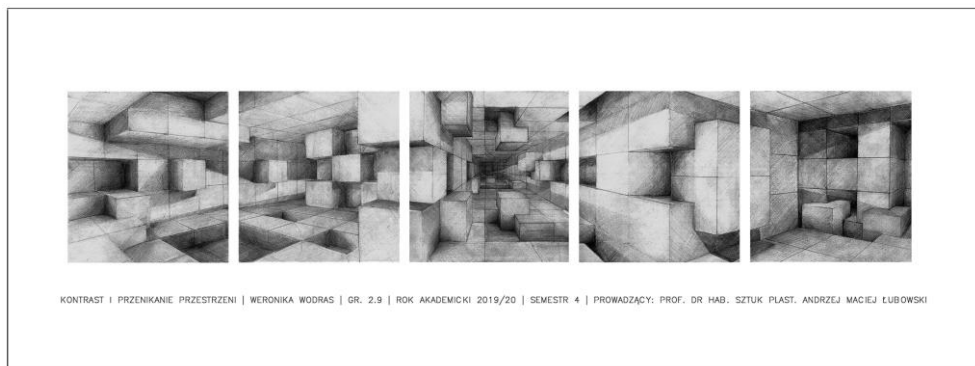 KONTRAST I PRZENIKANIE PRZESTRZENI | WERONIKA WODRAS | GR. 2.9 | ROK AKADEMICKI 2019/20 | SEMESTR 4 | PROWADZĄCY: PROF. DR HAB. SZTUK PLAST. ANDRZEJ MACIEJ ŁUBOWSKI